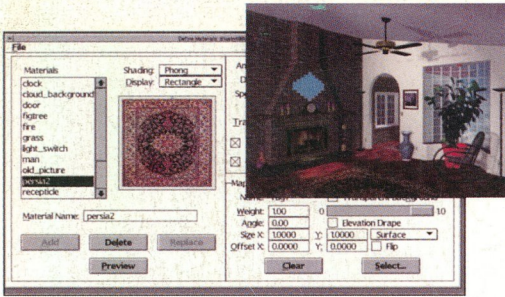 Define Materials
File
Materials
clock
cloud_background
door
figtree
fire
grass
light_switch
man
old_picture
persia2
recepticle
Shading: Phong
Display: Rectangle
Material Name: persia2
Add Delete Replace
Preview
Weight: 1.00 0 10
Angle: 0.00 Elevation Drape
Size X: 1.0000 Y: 1.0000 Surface
Offset X: 0.0000 Y: 0.0000 Flip
Clear Select...